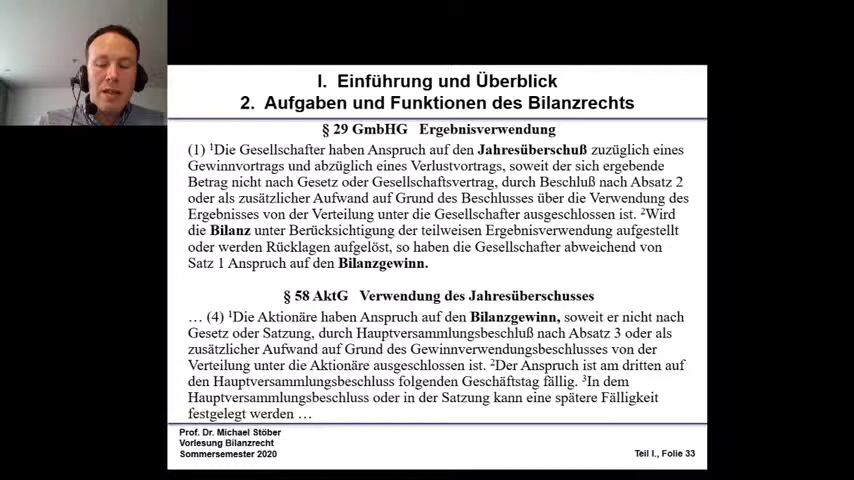 I. Einführung und Überblick
2. Aufgaben und Funktionen des Bilanzrechts
§ 29 GmbHG Ergebnisverwendung
(1) ¹Die Gesellschafter haben Anspruch auf den Jahresüberschuß zuzüglich eines
Gewinnvortrags und abzüglich eines Verlustvortrags, soweit der sich ergebende
Betrag nicht nach Gesetz oder Gesellschaftsvertrag, durch Beschluß nach Absatz 2
oder als zusätzlicher Aufwand auf Grund des Beschlusses über die Verwendung des
Ergebnisses von der Verteilung unter die Gesellschafter ausgeschlossen ist. ²Wird
die Bilanz unter Berücksichtigung der teilweisen Ergebnisverwendung aufgestellt
oder werden Rücklagen aufgelöst, so haben die Gesellschafter abweichend von
Satz 1 Anspruch auf den Bilanzgewinn.
§ 58 AktG Verwendung des Jahresüberschusses
… (4) ¹Die Aktionäre haben Anspruch auf den Bilanzgewinn, soweit er nicht nach
Gesetz oder Satzung, durch Hauptversammlungsbeschluß nach Absatz 3 oder als
zusätzlicher Aufwand auf Grund des Gewinnverwendungsbeschlusses von der
Verteilung unter die Aktionäre ausgeschlossen ist. ²Der Anspruch ist am dritten auf
den Hauptversammlungsbeschluss folgenden Geschäftstag fällig. ³In dem
Hauptversammlungsbeschluss oder in der Satzung kann eine spätere Fälligkeit
festgelegt werden …
Prof. Dr. Michael Stöber
Vorlesung Bilanzrecht
Sommersemester 2020
Teil I., Folie 33